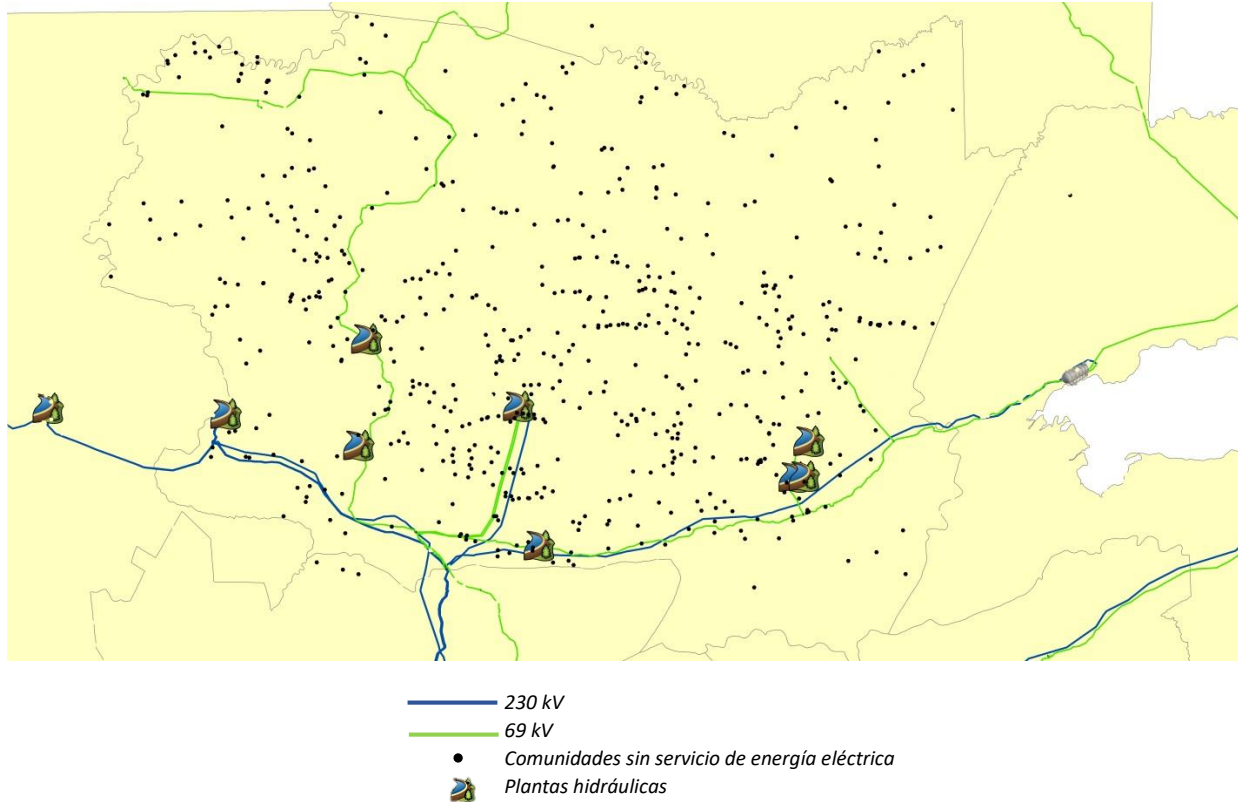 230 kV
69 kV
Comunidades sin servicio de energía eléctrica
Plantas hidráulicas